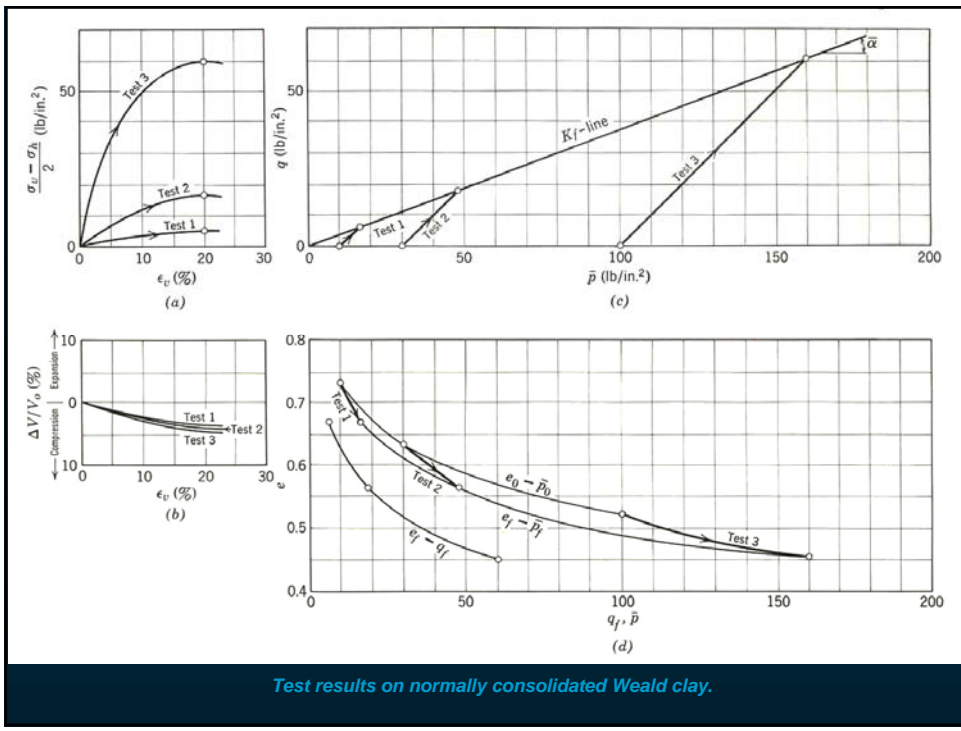 50
0
σv − σh / 2 (lb/in.²)
Test 3
Test 2
Test 1
0 10 20 30
ϵv (%)
(a)
q (lb/in.²)
50
0
ᾱ
Kf-line
Test 1
Test 2
Test 3
0 50 100 150 200
p̄ (lb/in.²)
(c)
ΔV/Vo (%)
Compression Expansion
10
0
10
Test 1
Test 2
Test 3
0 10 20 30
ϵv (%)
(b)
e
0.8
0.7
0.6
0.5
0.4
Test 1
Test 2
Test 3
e0 − p̄0
ef − p̄f
ef − qf
0 50 100 150 200
qf, p̄
(d)
Test results on normally consolidated Weald clay.